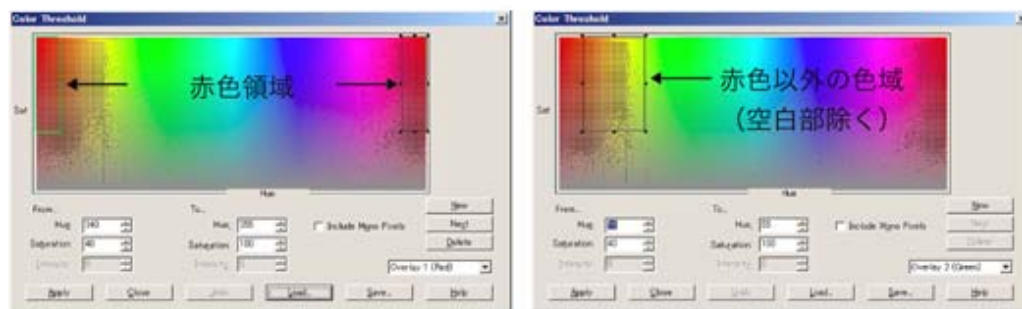 Color Threshold
赤色領域
Sat
Hue
From...
To...
Hue: 340
Hue:
Include Mono Pixels
New
Next
Saturation: 40
Saturation: 100
Delete
Intensity:
Intensity:
Overlay 1 (Red)
Apply
Close
Undo
Load...
Save...
Help
Color Threshold
赤色以外の色域
(空白部除く)
Sat
Hue
From...
To...
Hue:
Hue:
Include Mono Pixels
New
Next
Saturation: 40
Saturation: 100
Delete
Intensity:
Intensity:
Overlay 2 (Green)
Apply
Close
Undo
Load...
Save...
Help